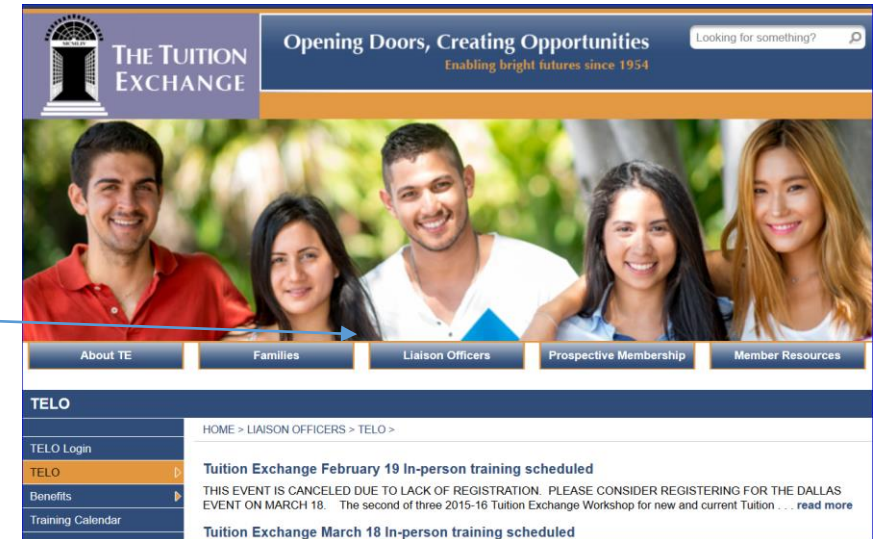 MCMLIV
THE TUITION
EXCHANGE
Opening Doors, Creating Opportunities
Enabling bright futures since 1954
Looking for something?
About TE
Families
Liaison Officers
Prospective Membership
Member Resources
TELO
HOME > LIAISON OFFICERS > TELO >
TELO Login
TELO
Benefits
Training Calendar
Tuition Exchange February 19 In-person training scheduled
THIS EVENT IS CANCELED DUE TO LACK OF REGISTRATION. PLEASE CONSIDER REGISTERING FOR THE DALLAS
EVENT ON MARCH 18. The second of three 2015-16 Tuition Exchange Workshop for new and current Tuition . . . read more
Tuition Exchange March 18 In-person training scheduled